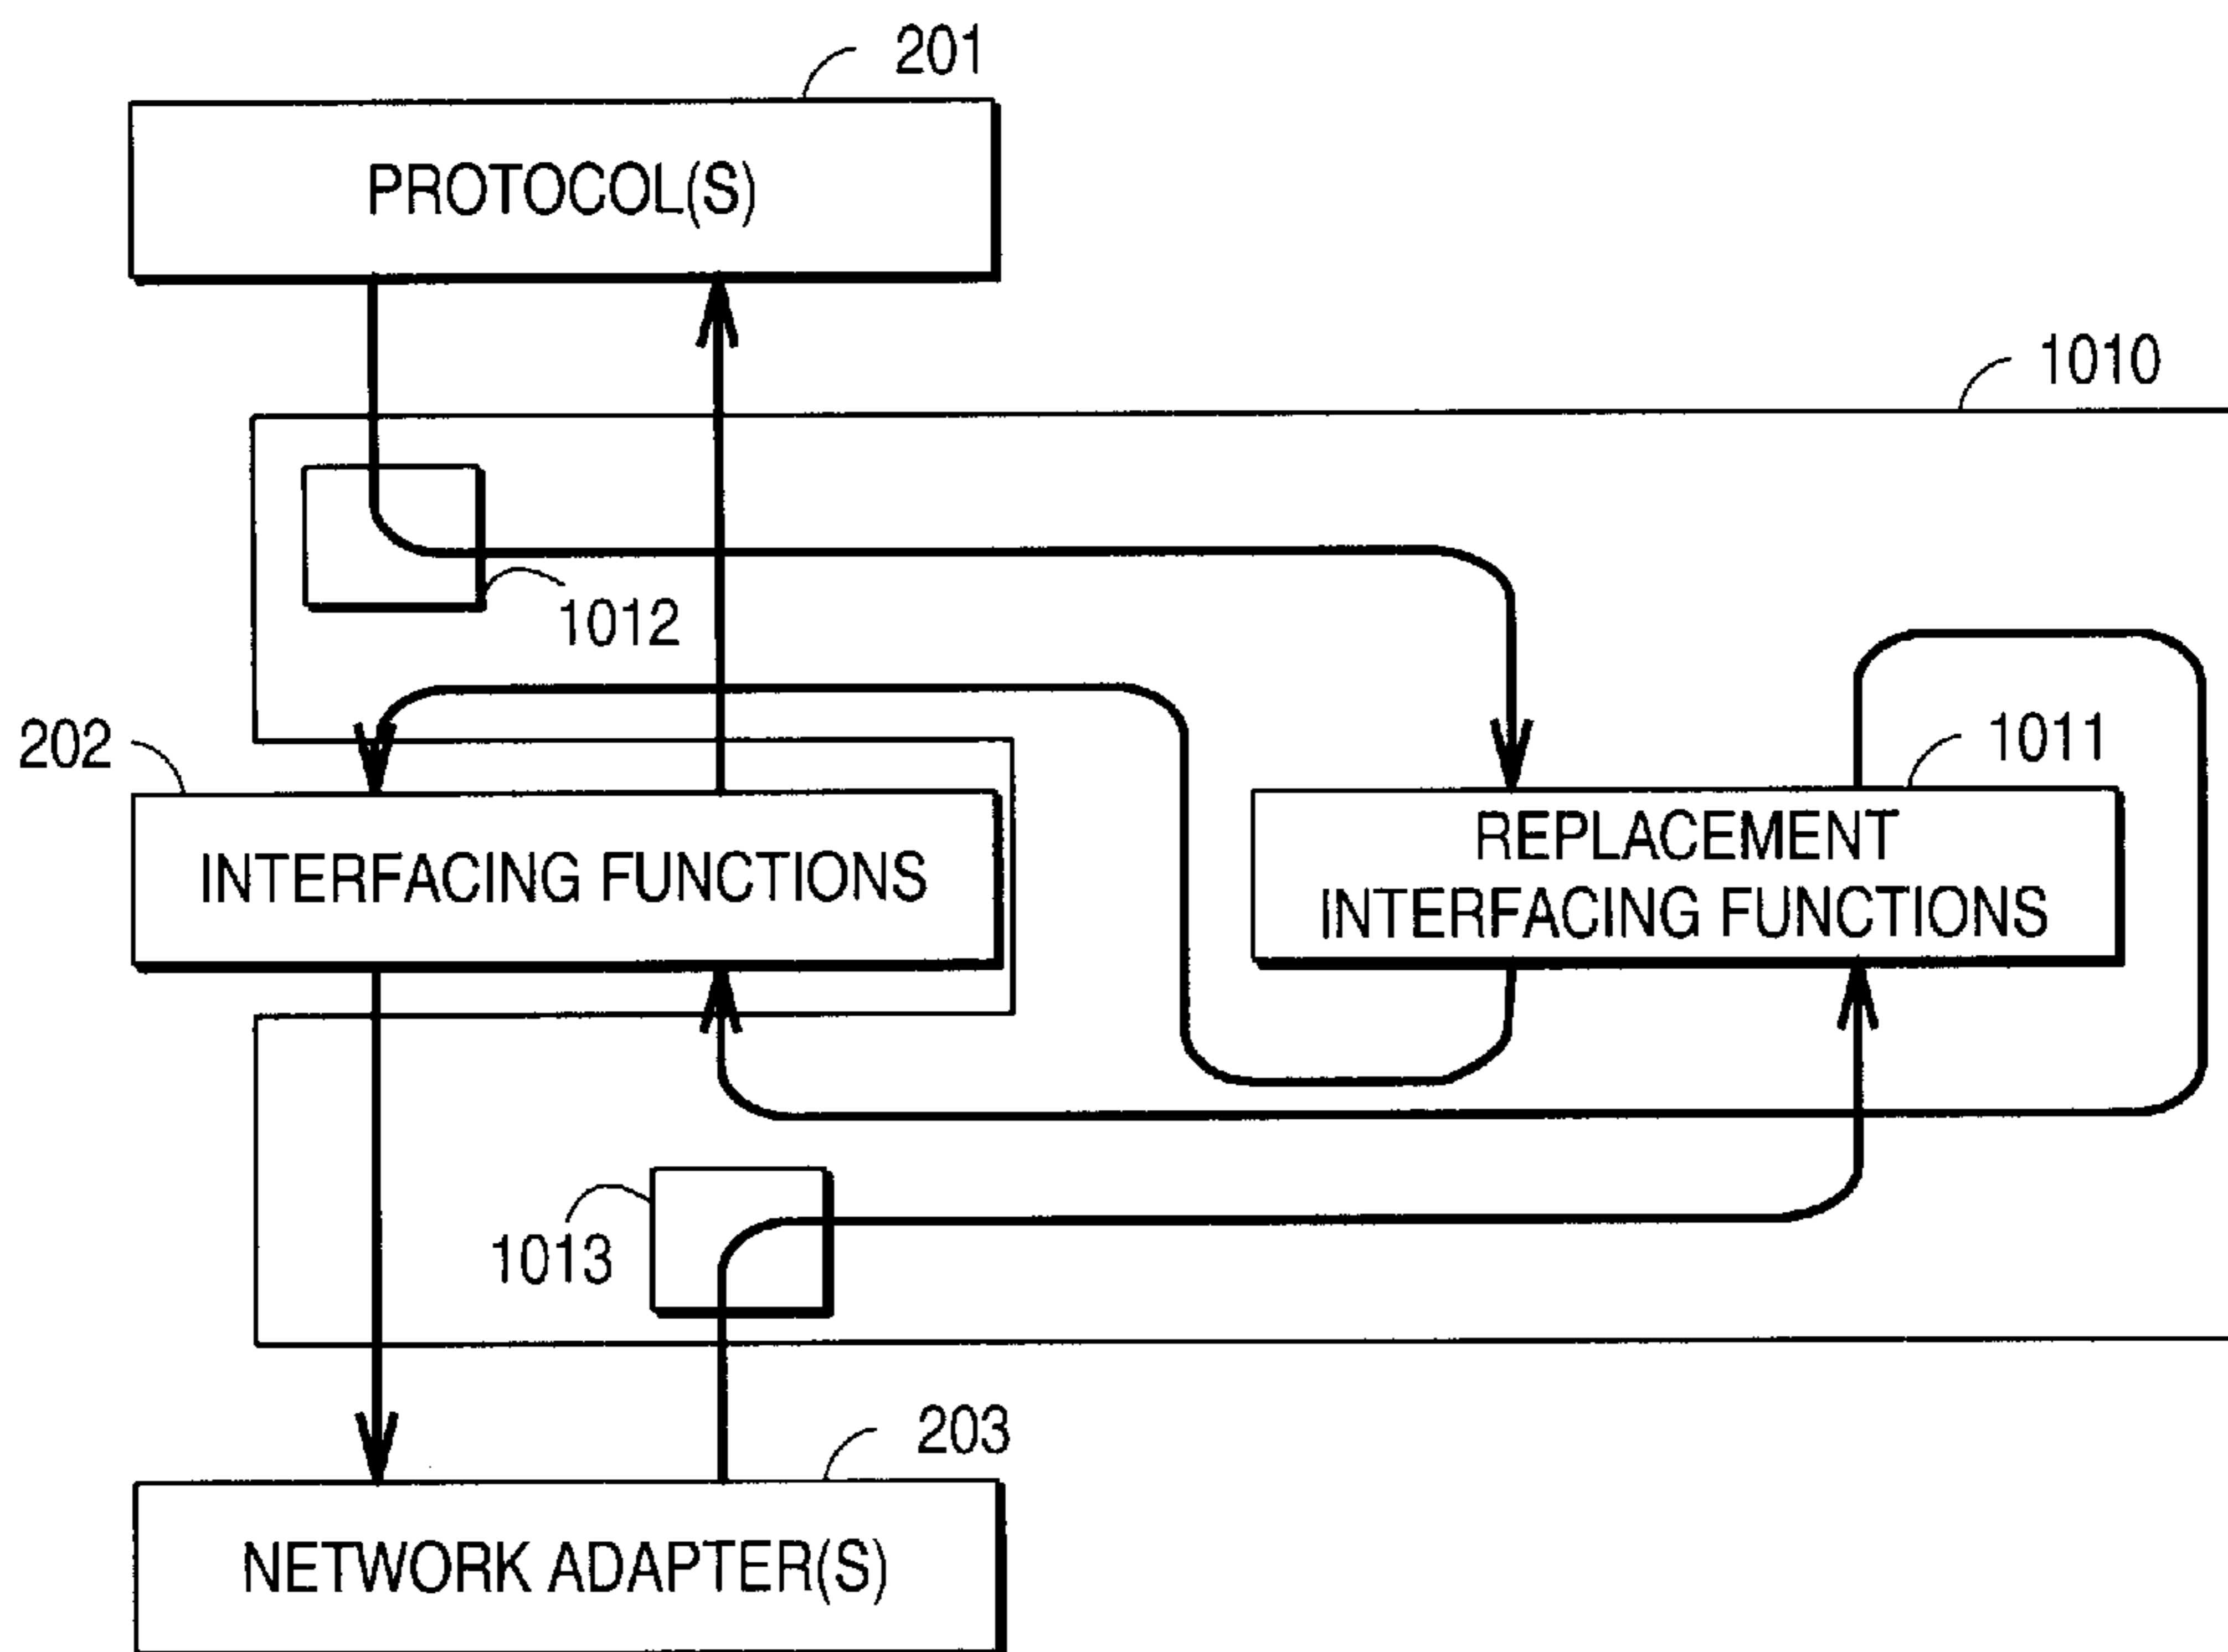 201
PROTOCOL(S)
1010
1012
202
1011
INTERFACING FUNCTIONS
REPLACEMENT
INTERFACING FUNCTIONS
1013
203
NETWORK ADAPTER(S)